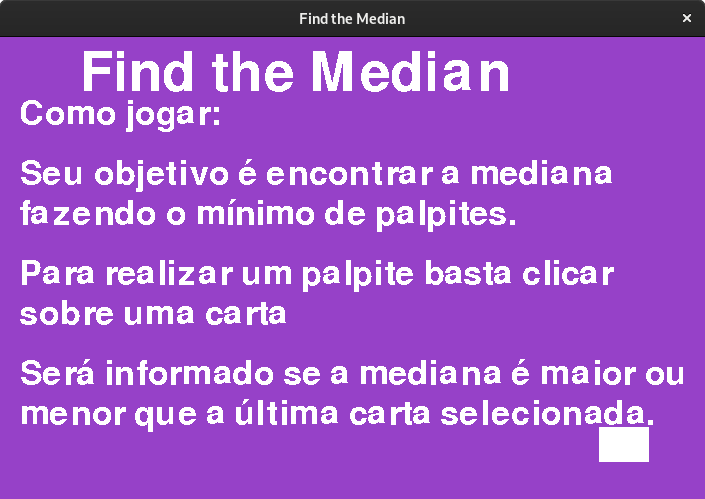 Find the Median
Find the Median
Como jogar:
Seu objetivo é encontrar a mediana
fazendo o mínimo de palpites.
Para realizar um palpite basta clicar
sobre uma carta
Será informado se a mediana é maior ou
menor que a última carta selecionada.